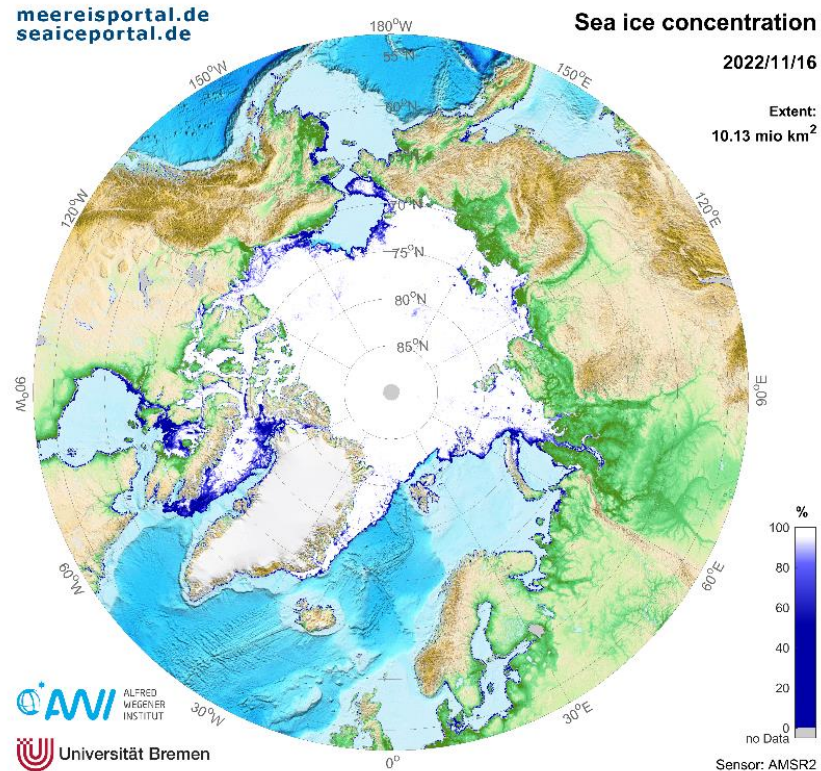 meereisportal.de
seaiceportal.de
Sea ice concentration
2022/11/16
Extent:
10.13 mio km2
180°W
150°W
150°E
120°W
120°E
90°W
90°E
60°W
60°E
30°W
30°E
0°
55°N
70°N
75°N
80°N
85°N
%
100
80
60
40
20
0
no Data
Sensor: AMSR2
AWI ALFRED
WEGENER
INSTITUT
Universität Bremen